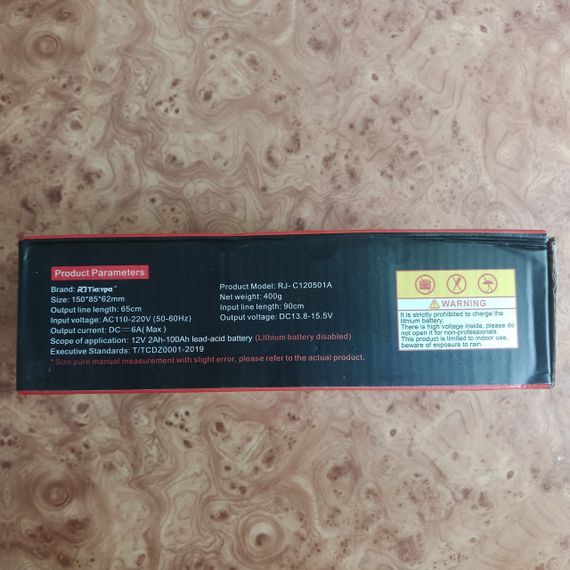 Product Parameters
Brand: RJTianye
Product Model: RJ- C120501A
Size: 150*85*62mm
Net weight: 400g
Output line length: 65cm
Input line length: 90cm
Input voltage: AC110-220V (50-60Hz)
Output voltage: DC13.8-15.5V
Output current: DC⎓6A( Max )
Scope of application: 12V 2Ah-100Ah lead-acid battery (Lithium battery disabled)
Executive Standards: T/TCDZ0001-2019
* Size pure manual measurement with slight error, please refer to the actual product.
WARNING
It is strictly prohibited to charge the
lithium battery.
There is high voltage inside, please do
not open it for non-professionals.
This product is limited to indoor use,
beware of exposure to rain.